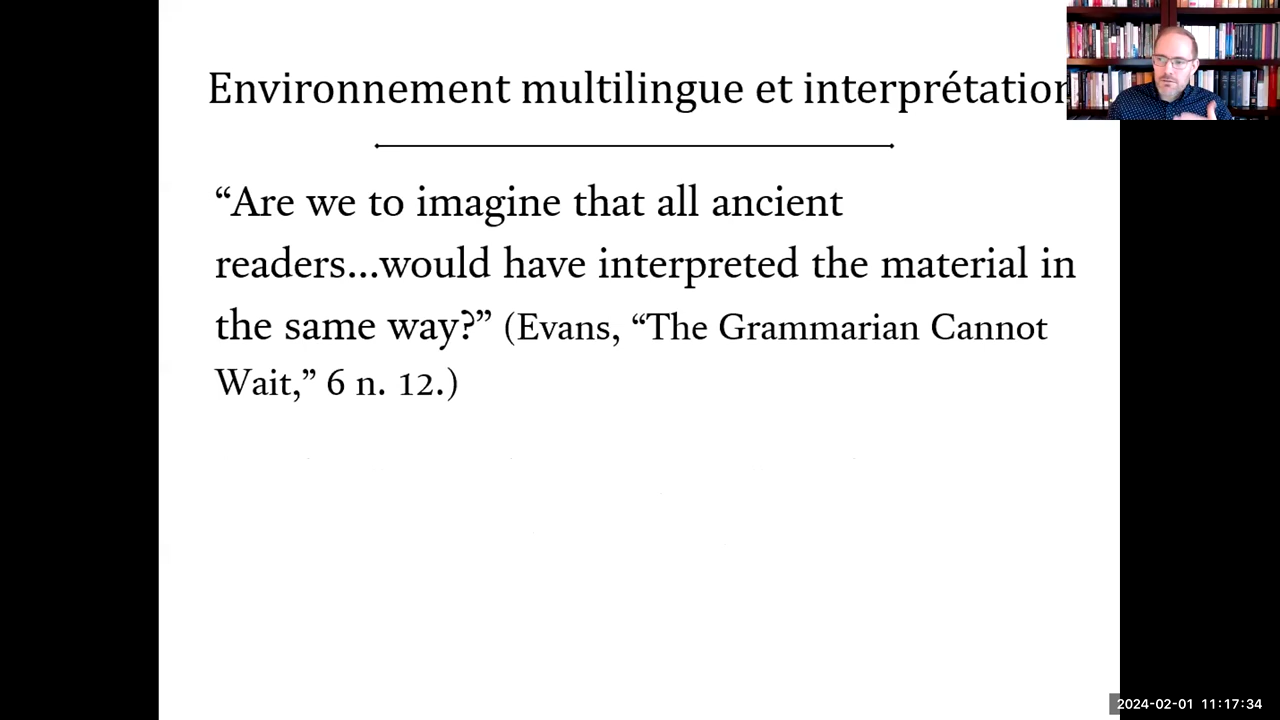 Environnement multilingue et interprétation
“Are we to imagine that all ancient
readers...would have interpreted the material in
the same way?” (Evans, “The Grammarian Cannot
Wait,” 6 n. 12.)
2024-02-01 11:17:34